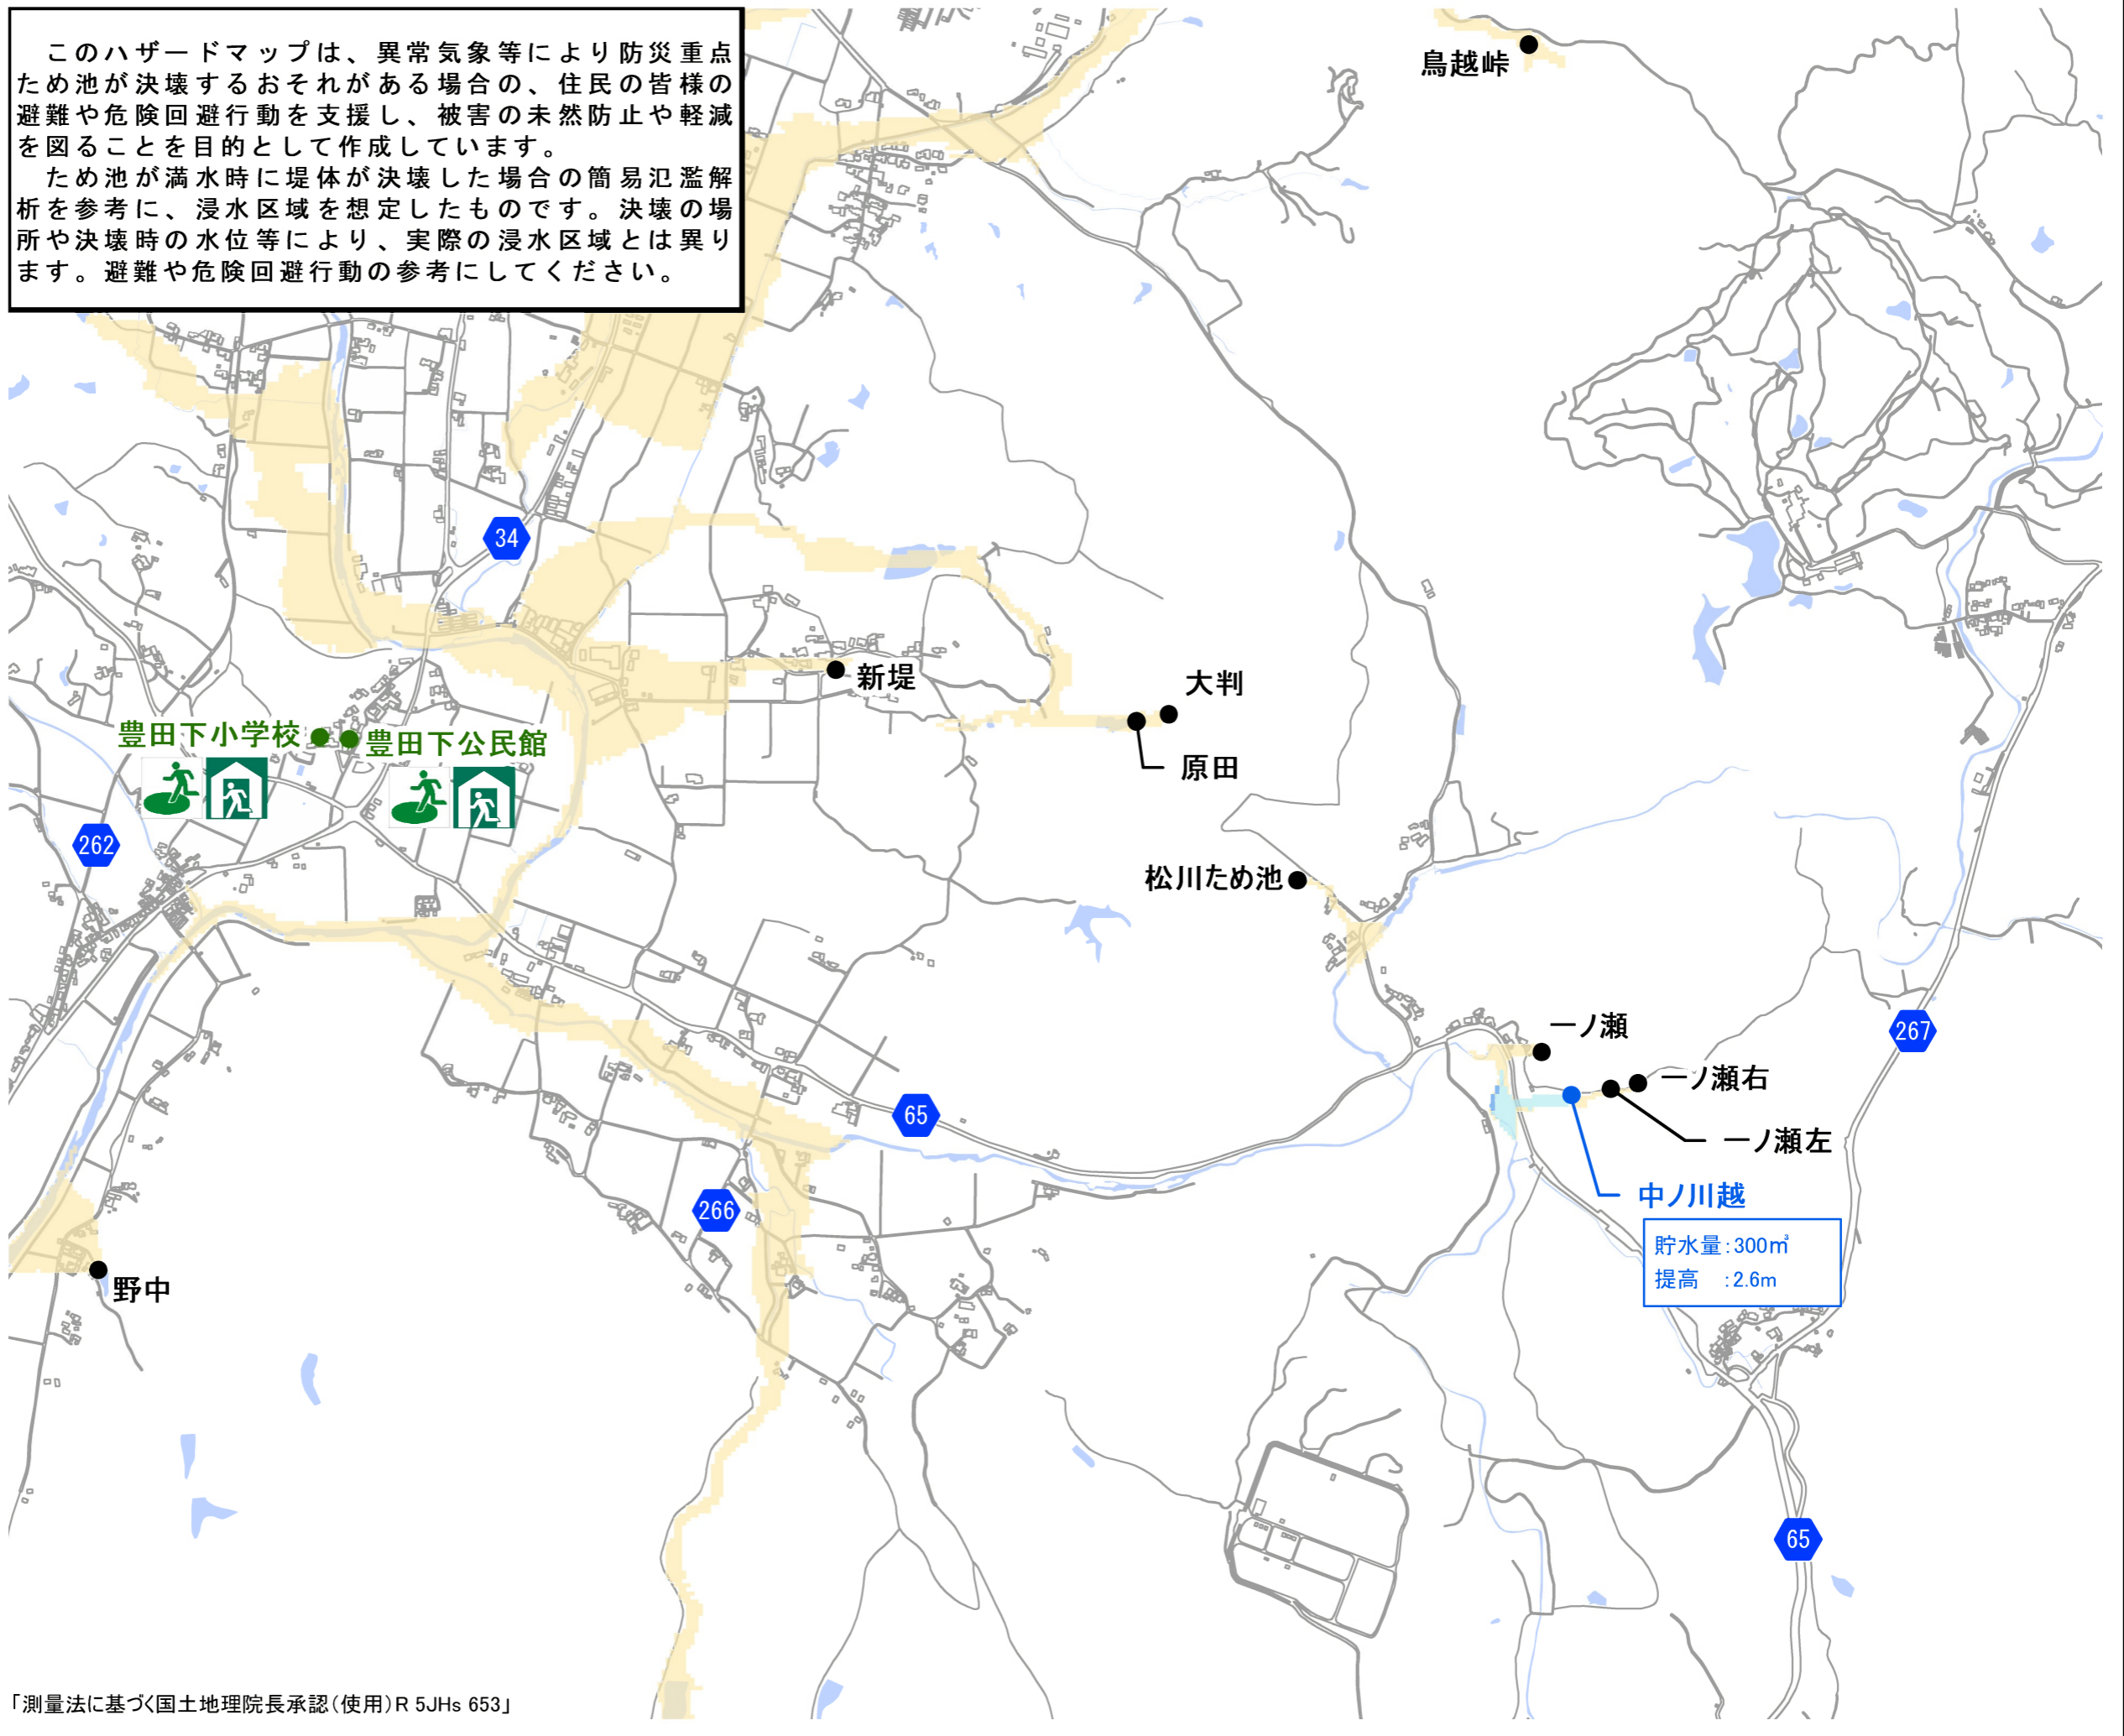 このハザードマップは、異常気象等により防災重点
ため池が決壊するおそれがある場合の、住民の皆様の
避難や危険回避行動を支援し、被害の未然防止や軽減
を図ることを目的として作成しています。
ため池が満水時に堤体が決壊した場合の簡易氾濫解
析を参考に、浸水区域を想定したものです。決壊の場
所や決壊時の水位等により、実際の浸水区域とは異り
ます。避難や危険回避行動の参考にしてください。
鳥越峠
34
新堤
大判
原田
豊田下小学校
豊田下公民館
262
松川ため池
一ノ瀬
267
一ノ瀬右
65
一ノ瀬左
中ノ川越
266
貯水量:300㎥
提高 :2.6m
野中
65
「測量法に基づく国土地理院長承認(使用)R 5JHs 653」